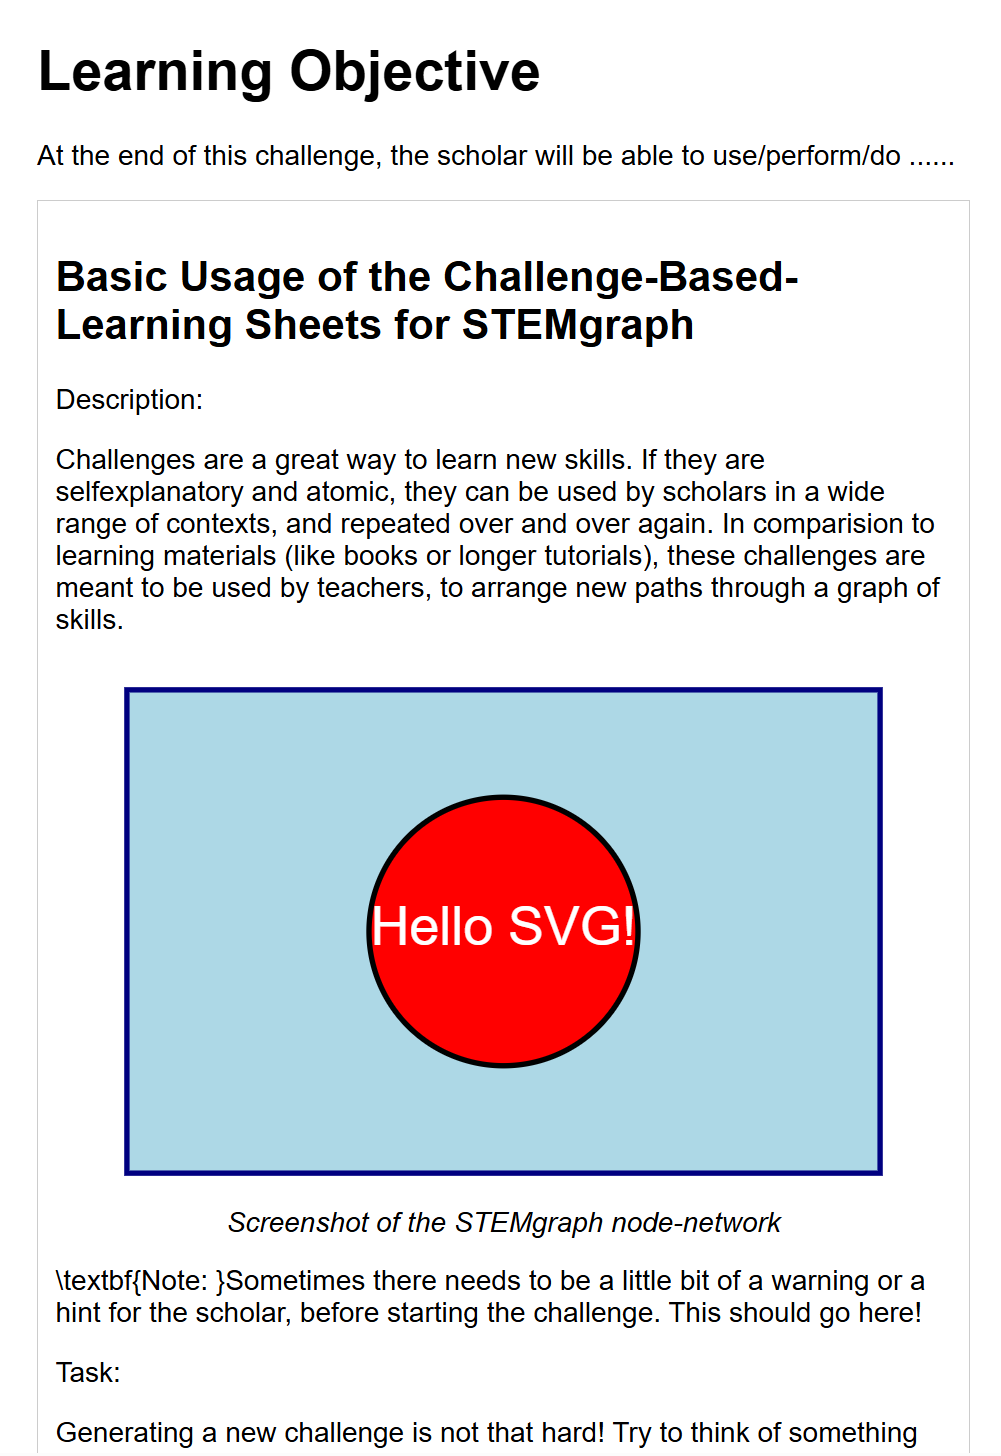 Learning Objective
At the end of this challenge, the scholar will be able to use/perform/do ......
Basic Usage of the Challenge-Based-
Learning Sheets for STEMgraph
Description:
Challenges are a great way to learn new skills. If they are
selfexplanatory and atomic, they can be used by scholars in a wide
range of contexts, and repeated over and over again. In comparision to
learning materials (like books or longer tutorials), these challenges are
meant to be used by teachers, to arrange new paths through a graph of
skills.
Hello SVG!
Screenshot of the STEMgraph node-network
\textbf{Note: }Sometimes there needs to be a little bit of a warning or a
hint for the scholar, before starting the challenge. This should go here!
Task:
Generating a new challenge is not that hard! Try to think of something